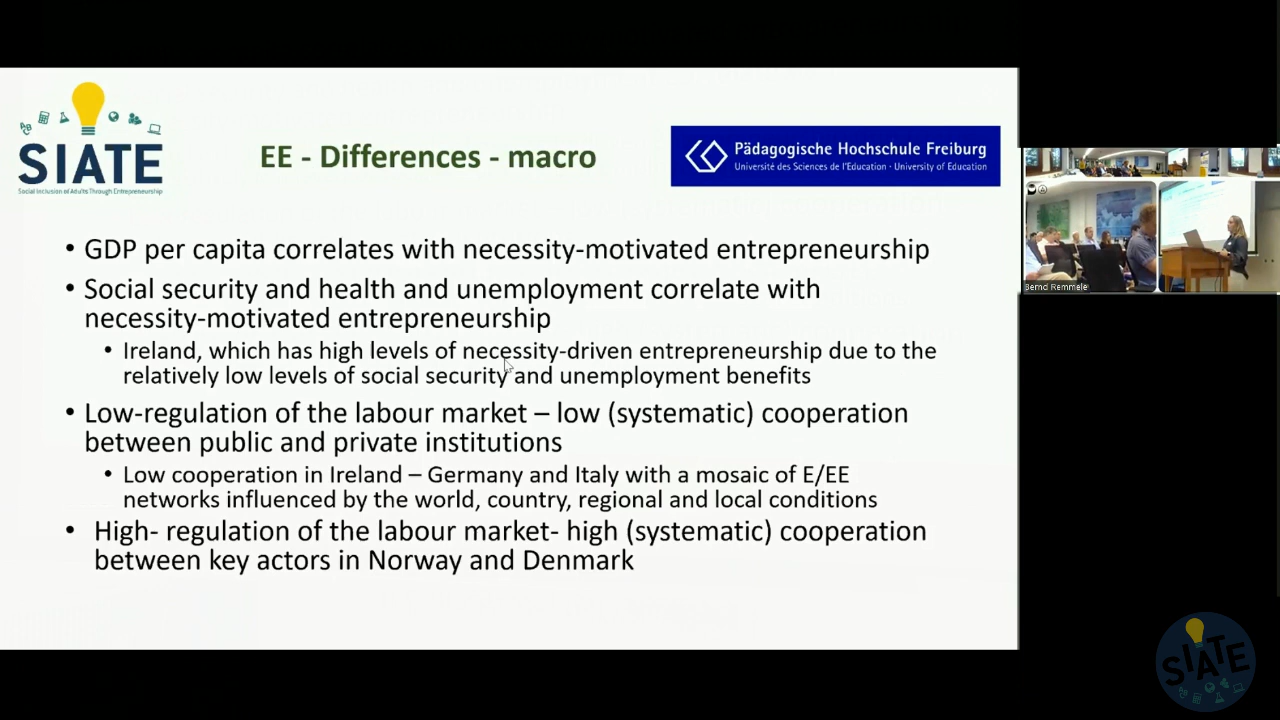 SIATE
Social Inclusion of Adults Through Entrepreneurship
EE - Differences - macro
Pädagogische Hochschule Freiburg
Université des Sciences de l'Education · University of Education
• GDP per capita correlates with necessity-motivated entrepreneurship
• Social security and health and unemployment correlate with
necessity-motivated entrepreneurship
• Ireland, which has high levels of necessity-driven entrepreneurship due to the
relatively low levels of social security and unemployment benefits
• Low-regulation of the labour market – low (systematic) cooperation
between public and private institutions
• Low cooperation in Ireland – Germany and Italy with a mosaic of E/EE
networks influenced by the world, country, regional and local conditions
• High- regulation of the labour market- high (systematic) cooperation
between key actors in Norway and Denmark
Bernd Remmele
SIATE